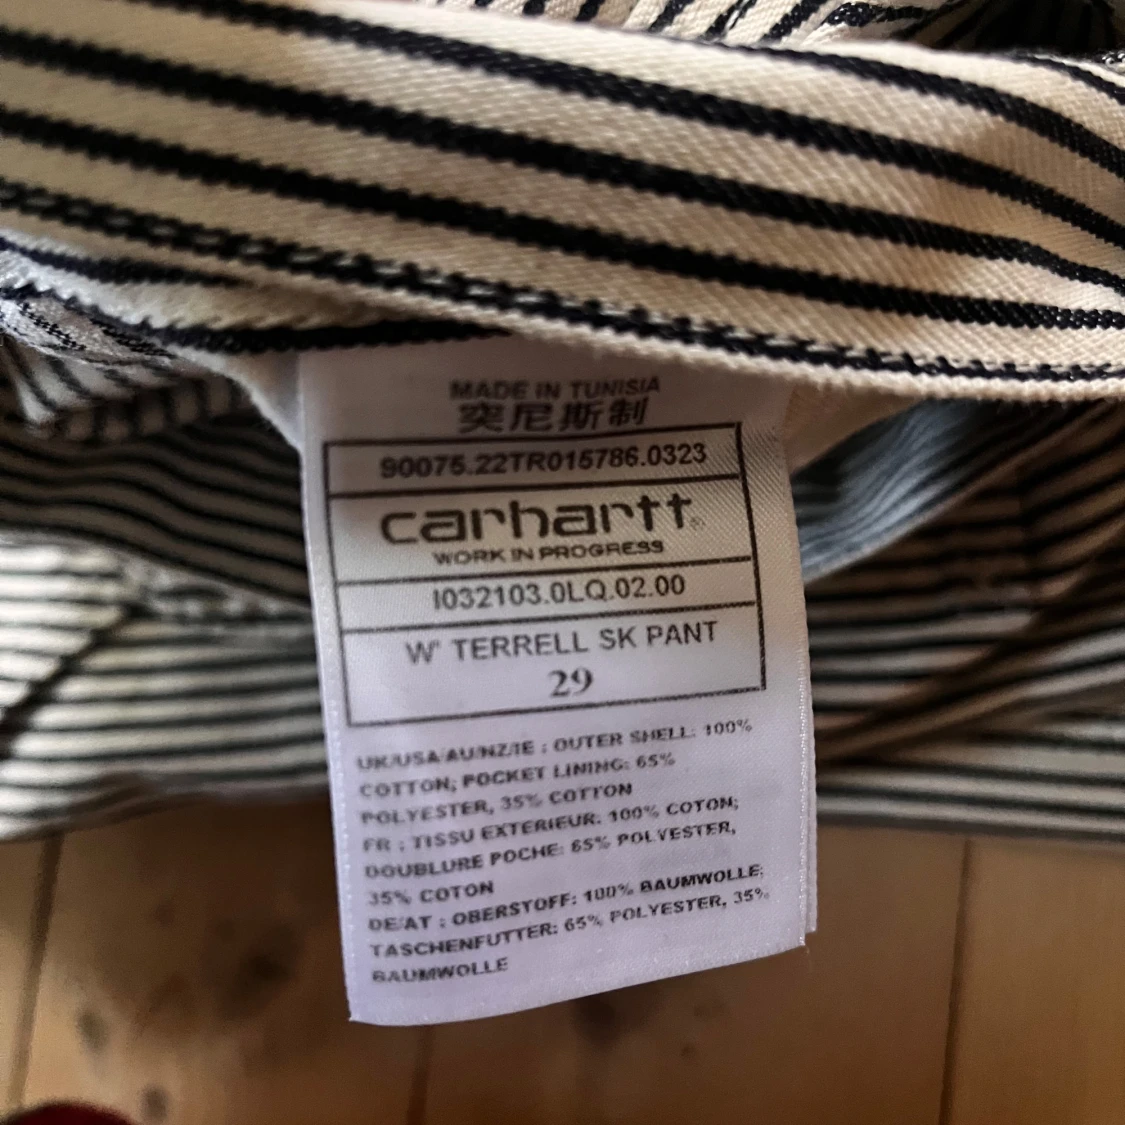 MADE IN TUNISIA
突尼斯制
90075.22TR015786.0323
carhartt®
WORK IN PROGRESS
I032103.0LQ.02.00
W' TERRELL SK PANT
29
UK/USA/AU/NZ/IE : OUTER SHELL: 100%
COTTON; POCKET LINING: 65%
POLYESTER, 35% COTTON
FR : TISSU EXTERIEUR: 100% COTON;
DOUBLURE POCHE: 65% POLYESTER,
35% COTON
DE/AT : OBERSTOFF: 100% BAUMWOLLE;
TASCHENFUTTER: 65% POLYESTER, 35%
BAUMWOLLE